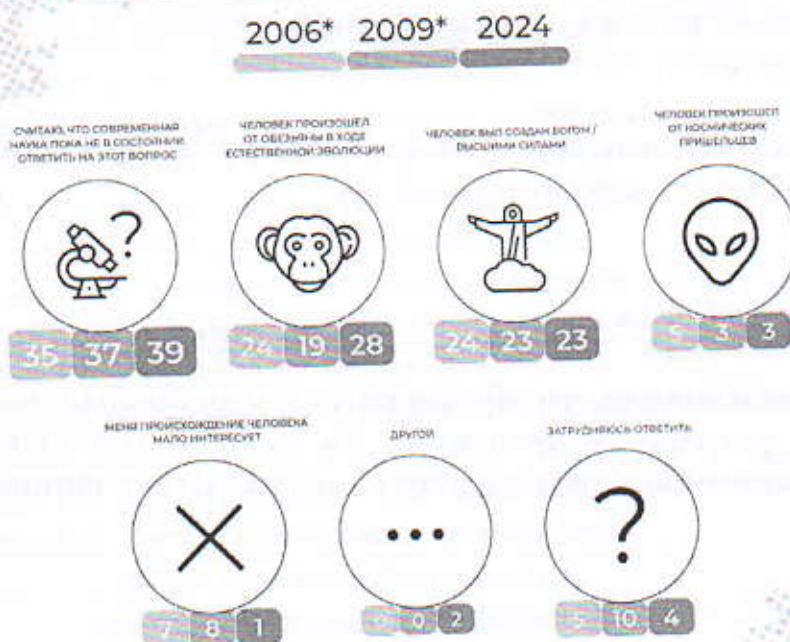 2006* 2009* 2024
СЧИТАЮ, ЧТО СОВРЕМЕННАЯ
НАУКА ПОКА НЕ В СОСТОЯНИИ
ОТВЕТИТЬ НА ЭТОТ ВОПРОС
35 37 39
ЧЕЛОВЕК ПРОИЗОШЕЛ
ОТ ОБЕЗЬЯНЫ В ХОДЕ
ЕСТЕСТВЕННОЙ ЭВОЛЮЦИИ
24 19 28
ЧЕЛОВЕК БЫЛ СОЗДАН БОГОМ /
ВЫСШИМИ СИЛАМИ
24 23 23
ЧЕЛОВЕК ПРОИЗОШЕЛ
ОТ КОСМИЧЕСКИХ
ПРИШЕЛЬЦЕВ
5 3 3
МЕНЯ ПРОИСХОЖДЕНИЕ ЧЕЛОВЕКА
МАЛО ИНТЕРЕСУЕТ
7 8 1
ДРУГОЙ
0 0 2
ЗАТРУДНЯЮСЬ ОТВЕТИТЬ
5 10 4